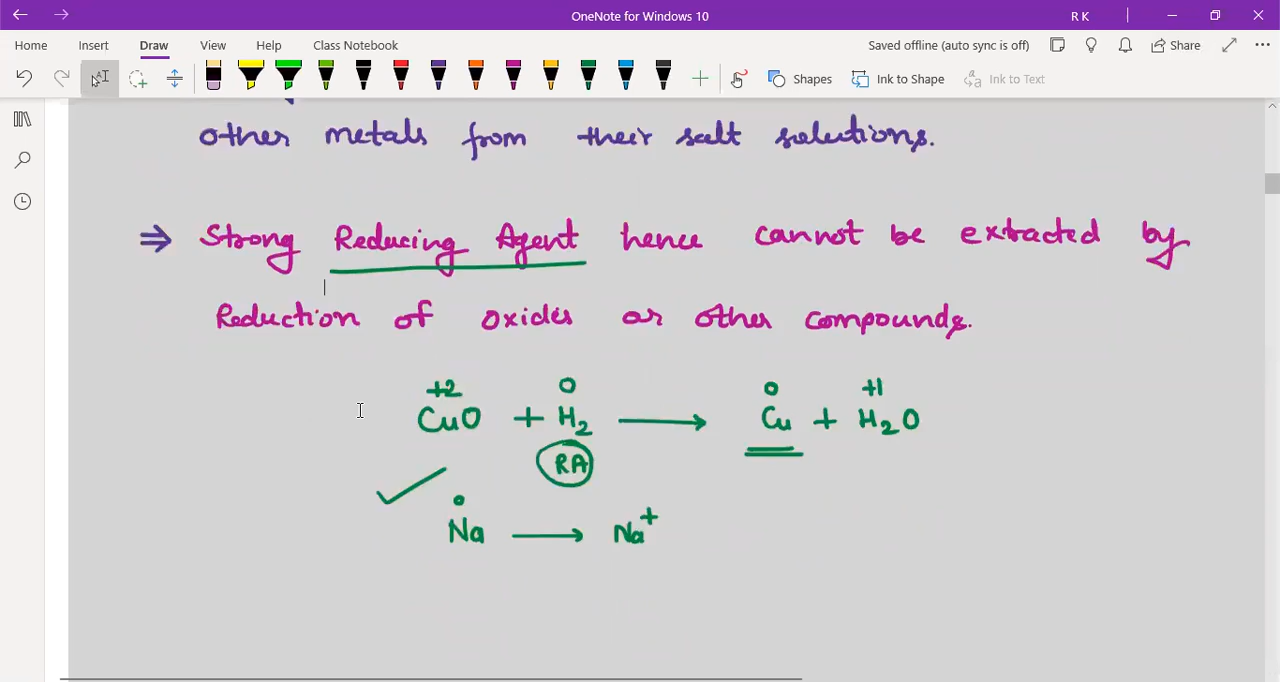 OneNote for Windows 10
R K
Home Insert Draw View Help Class Notebook
Saved offline (auto sync is off) Share
Shapes Ink to Shape Ink to Text
other metals from their salt solutions.
⇒ Strong Reducing Agent hence cannot be extracted by
Reduction of oxides or other compounds.
+2 0 0 +1
CuO + H₂ ⟶ Cu + H₂O
RA
0
Na ⟶ Na⁺